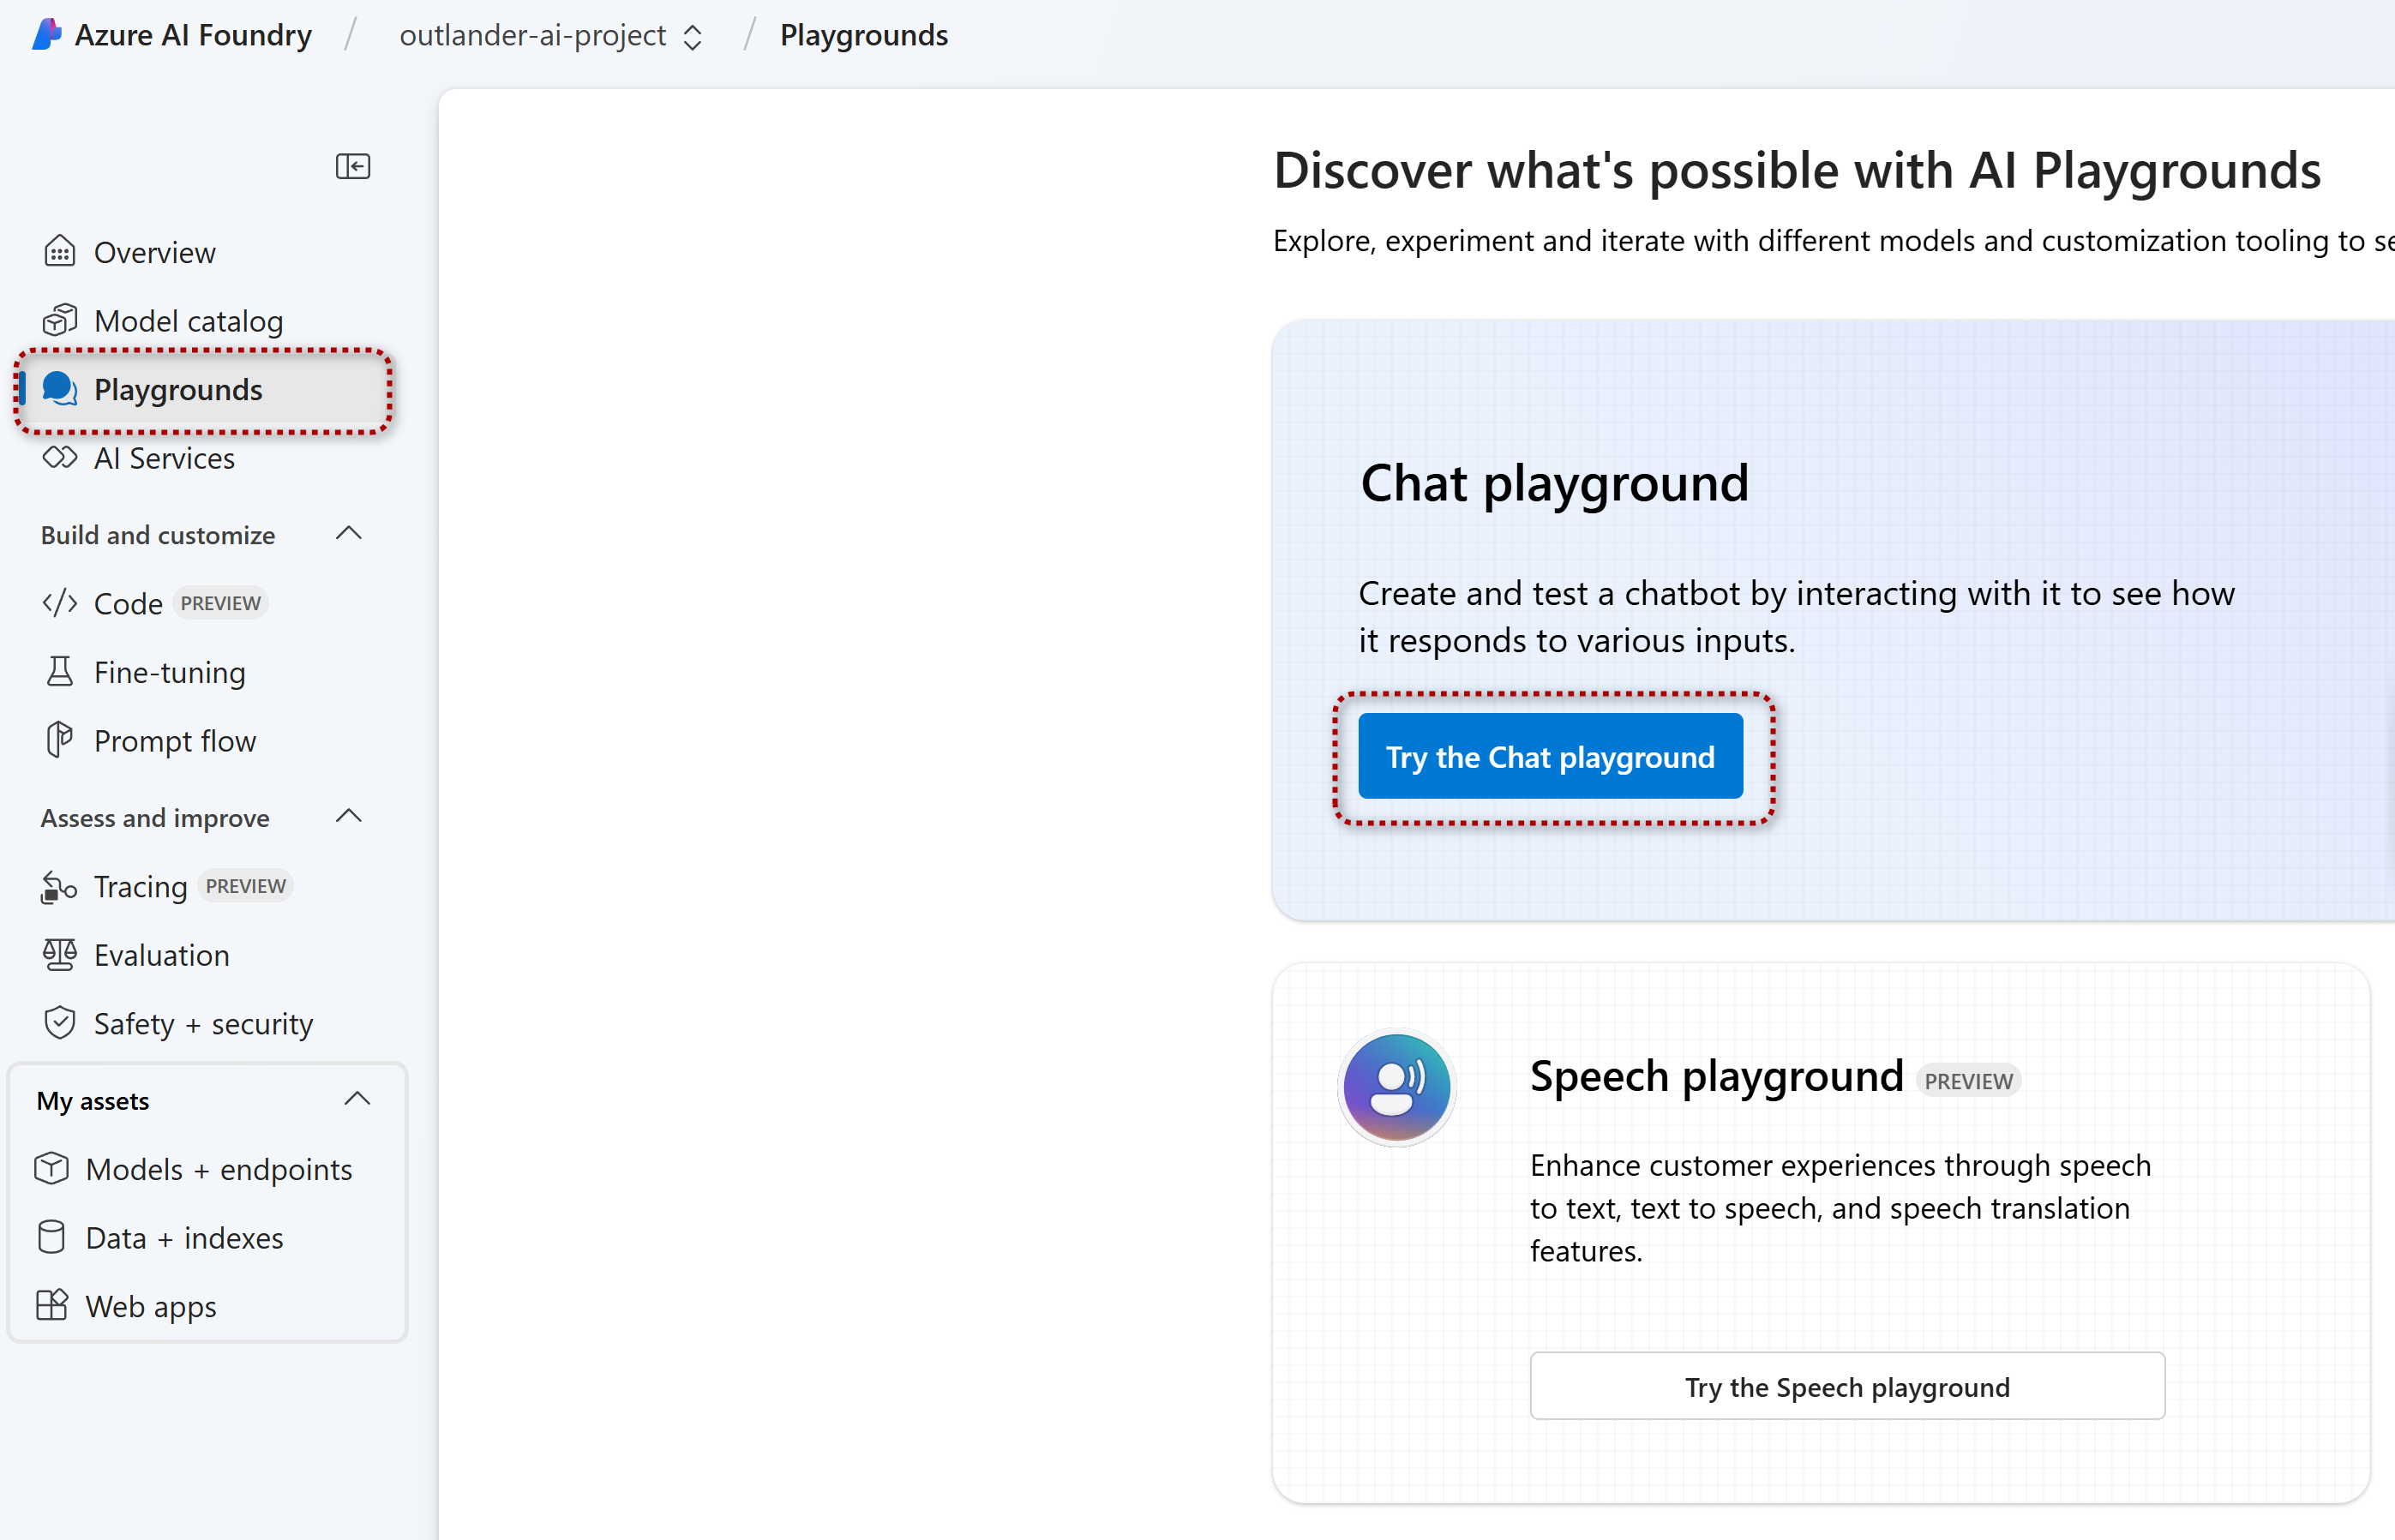 Azure AI Foundry / outlander-ai-project / Playgrounds
Overview
Model catalog
Playgrounds
AI Services
Build and customize
Code PREVIEW
Fine-tuning
Prompt flow
Assess and improve
Tracing PREVIEW
Evaluation
Safety + security
My assets
Models + endpoints
Data + indexes
Web apps
Discover what's possible with AI Playgrounds
Explore, experiment and iterate with different models and customization tooling to
Chat playground
Create and test a chatbot by interacting with it to see how
it responds to various inputs.
Try the Chat playground
Speech playground PREVIEW
Enhance customer experiences through speech
to text, text to speech, and speech translation
features.
Try the Speech playground